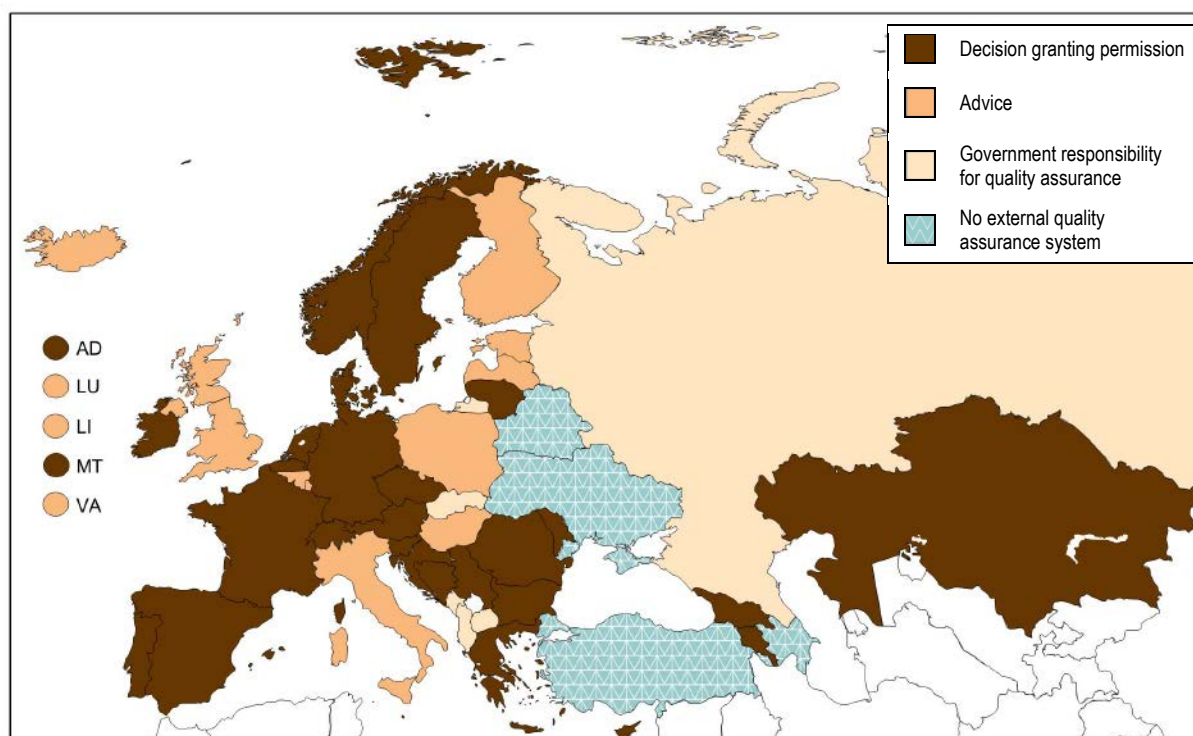 Decision granting permission
Advice
Government responsibility
for quality assurance
No external quality
assurance system
AD
LU
LI
MT
VA